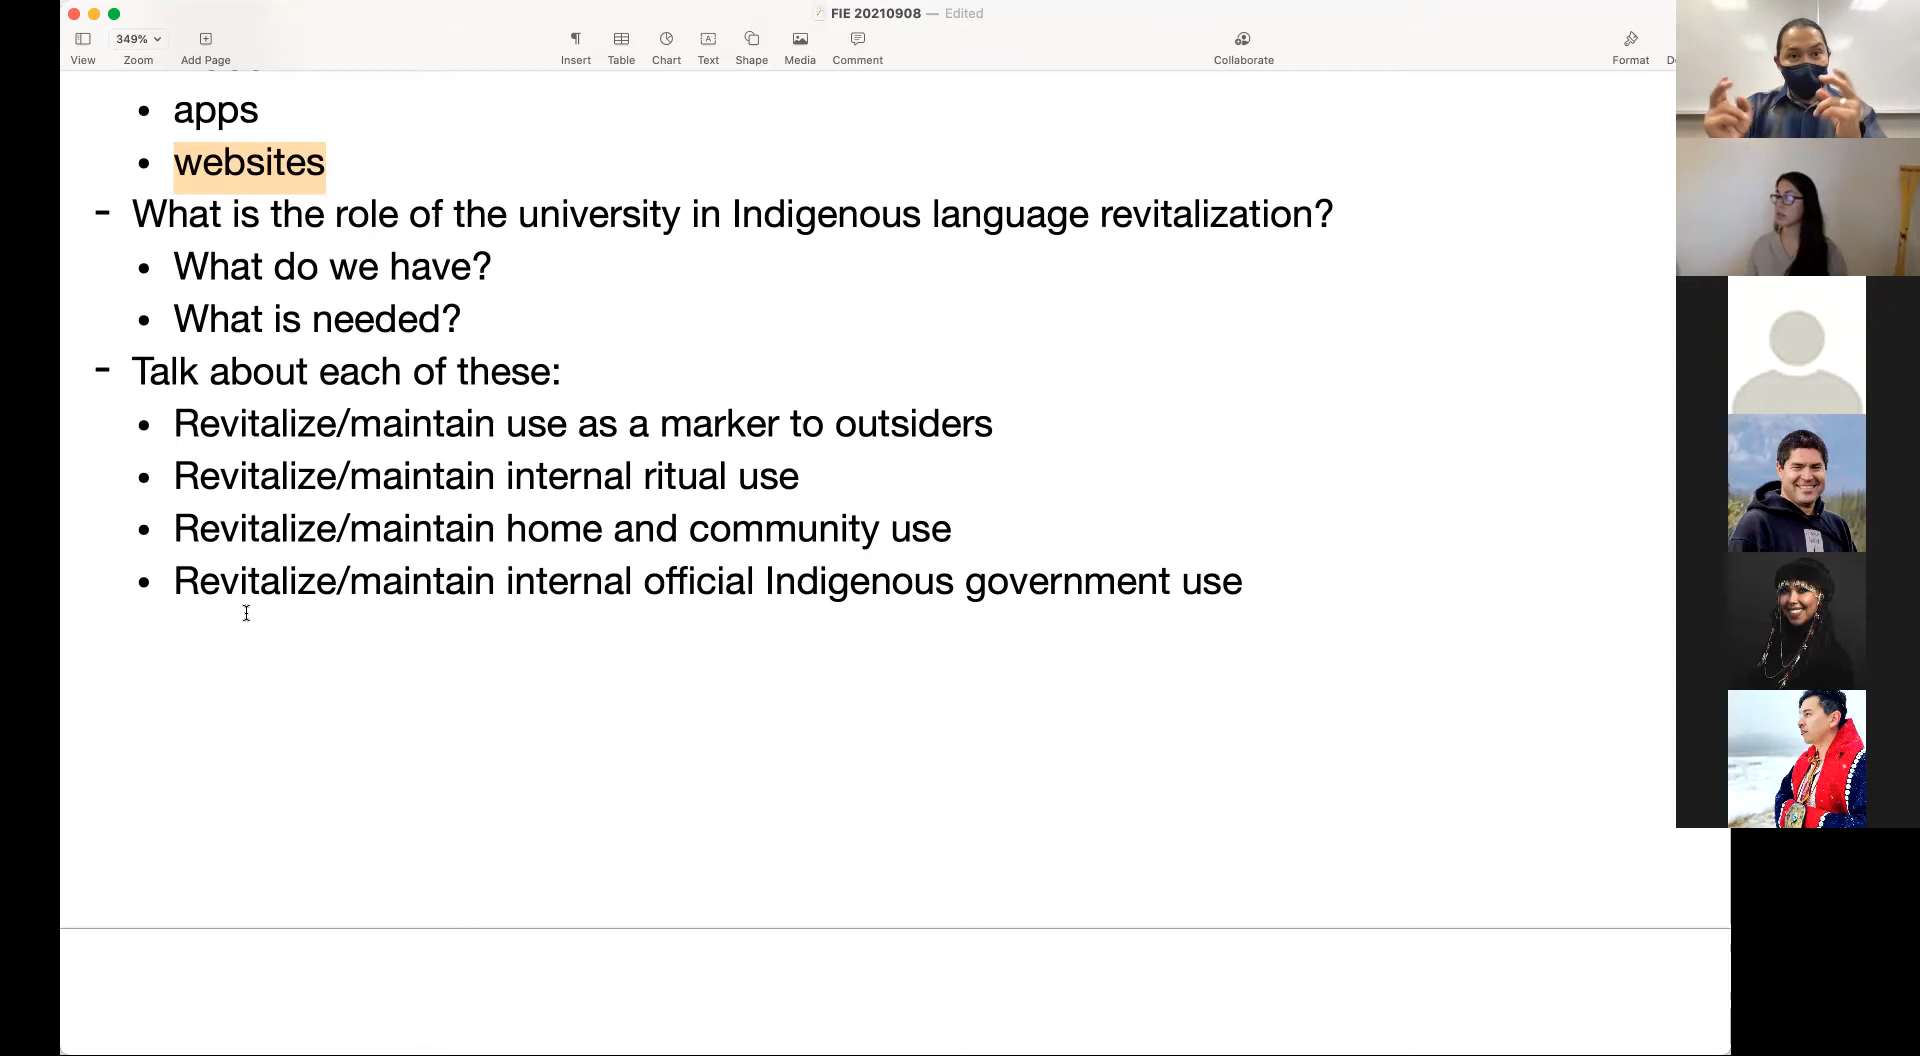 FIE 20210908 — Edited
349%
View
Zoom
Add Page
Insert
Table
Chart
Text
Shape
Media
Comment
Collaborate
Format
• apps
• websites
- What is the role of the university in Indigenous language revitalization?
• What do we have?
• What is needed?
- Talk about each of these:
• Revitalize/maintain use as a marker to outsiders
• Revitalize/maintain internal ritual use
• Revitalize/maintain home and community use
• Revitalize/maintain internal official Indigenous government use